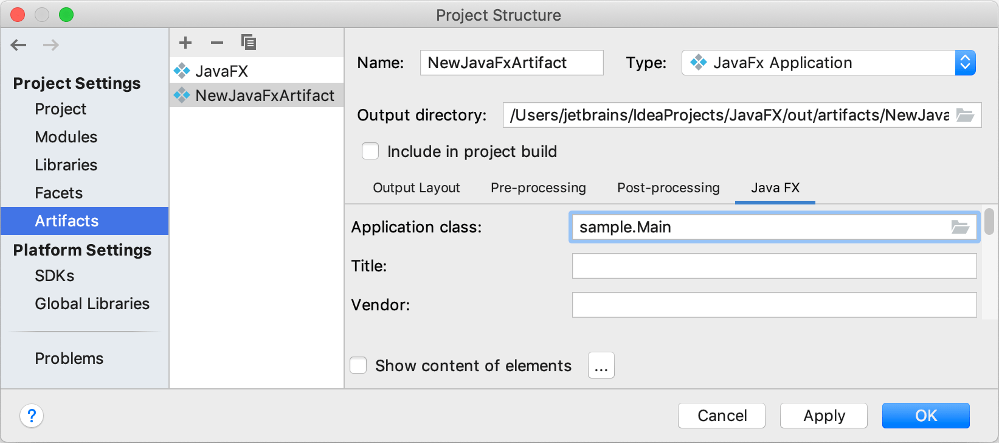 Project Structure
Project Settings
Project
Modules
Libraries
Facets
Artifacts
Platform Settings
SDKs
Global Libraries
Problems
JavaFX
NewJavaFxArtifact
Name: NewJavaFxArtifact Type: JavaFx Application
Output directory: /Users/jetbrains/IdeaProjects/JavaFX/out/artifacts/NewJava
Include in project build
Output Layout Pre-processing Post-processing Java FX
Application class: sample.Main
Title:
Vendor:
Show content of elements ...
? Cancel Apply OK